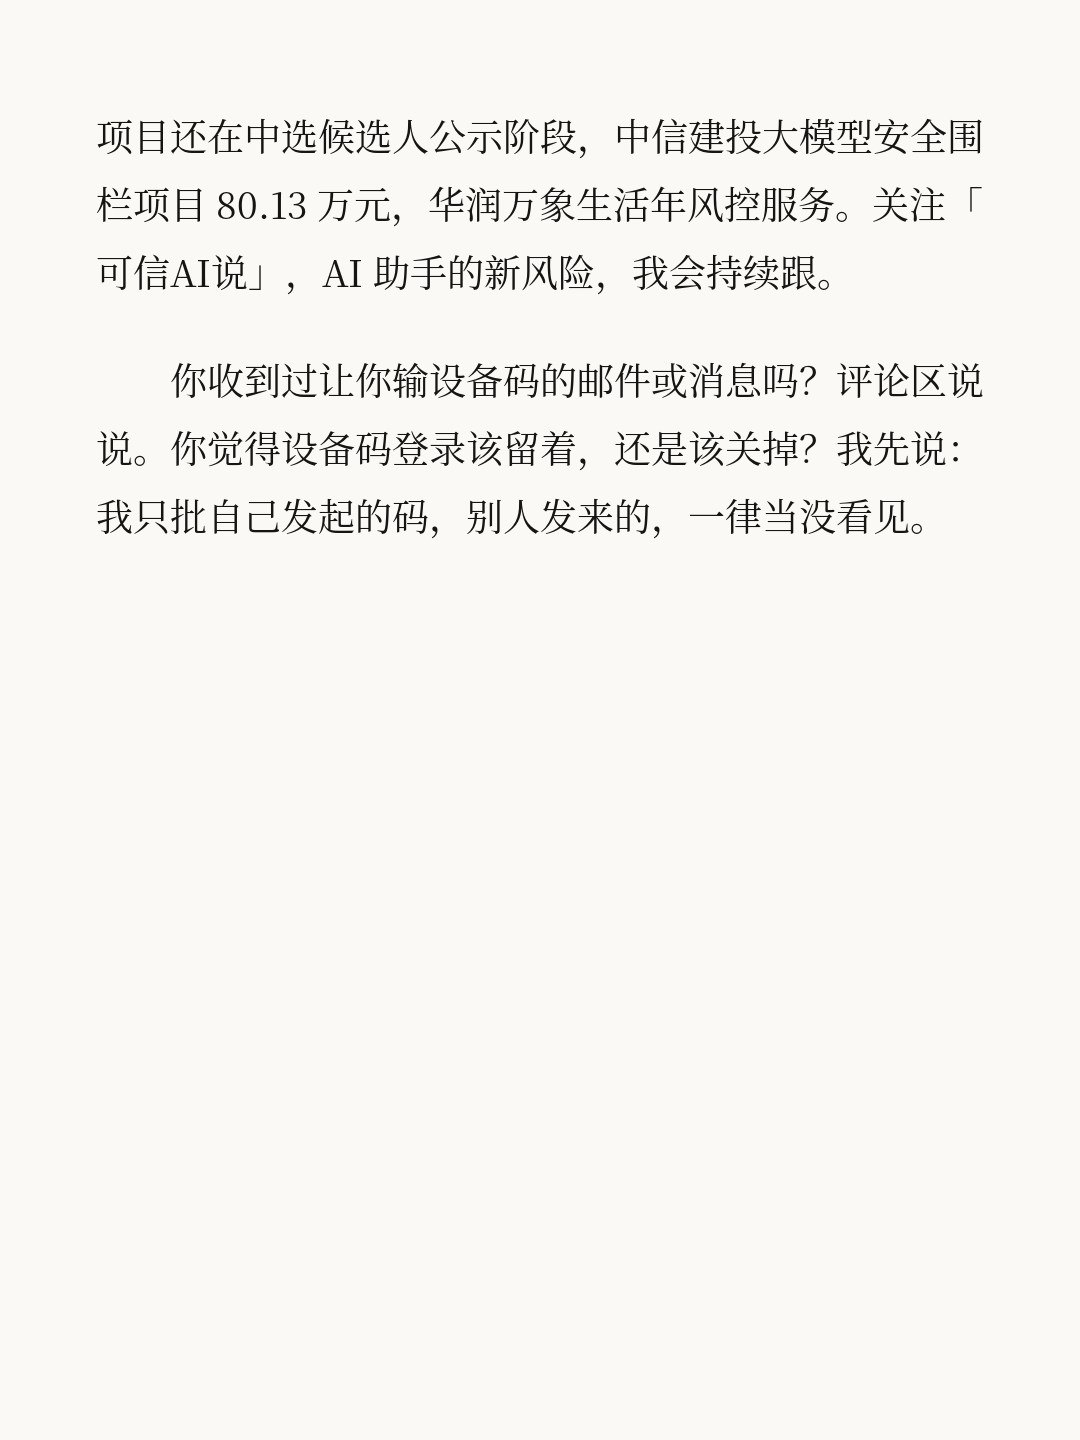 项目还在中选候选人公示阶段，中信建投大模型安全围
栏项目 80.13 万元，华润万象生活年风控服务。关注「
可信AI说」，AI 助手的新风险，我会持续跟。
你收到过让你输设备码的邮件或消息吗？评论区说
说。你觉得设备码登录该留着，还是该关掉？我先说：
我只批自己发起的码，别人发来的，一律当没看见。